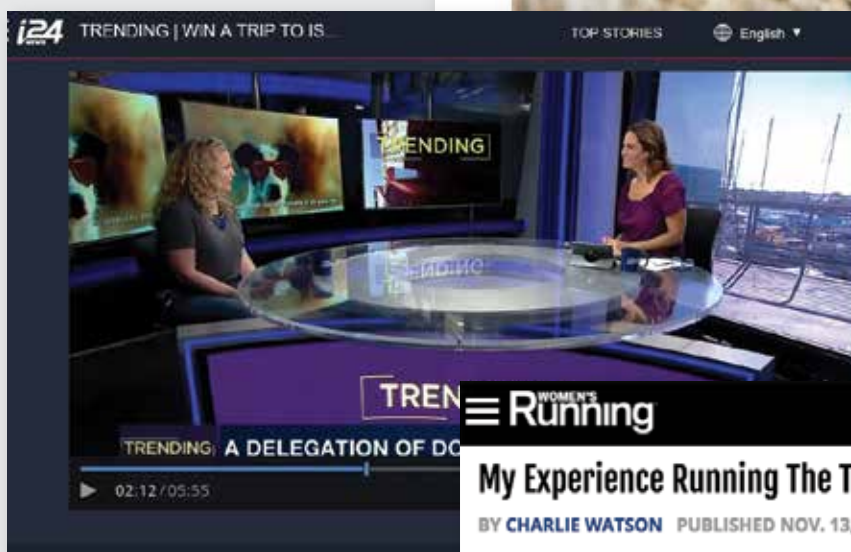 i24 NEWS TRENDING | WIN A TRIP TO IS... TOP STORIES English ▼
TRENDING
TREN
TRENDING: A DELEGATION OF DO
02:12 / 05:55
WOMEN'S
Running
My Experience Running The T
BY CHARLIE WATSON PUBLISHED NOV. 13,